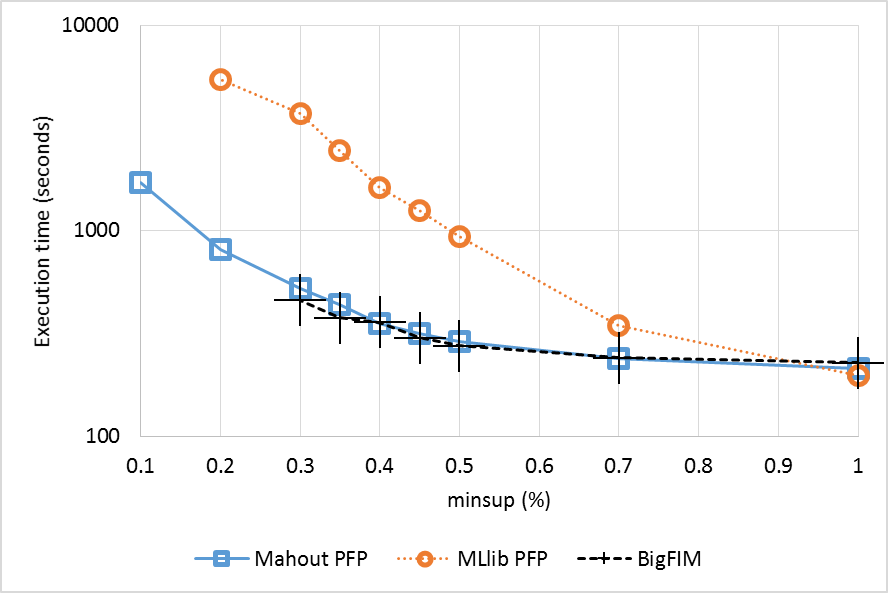 10000
1000
100
Execution time (seconds)
0.1 0.2 0.3 0.4 0.5 0.6 0.7 0.8 0.9 1
minsup (%)
Mahout PFP MLlib PFP BigFIM